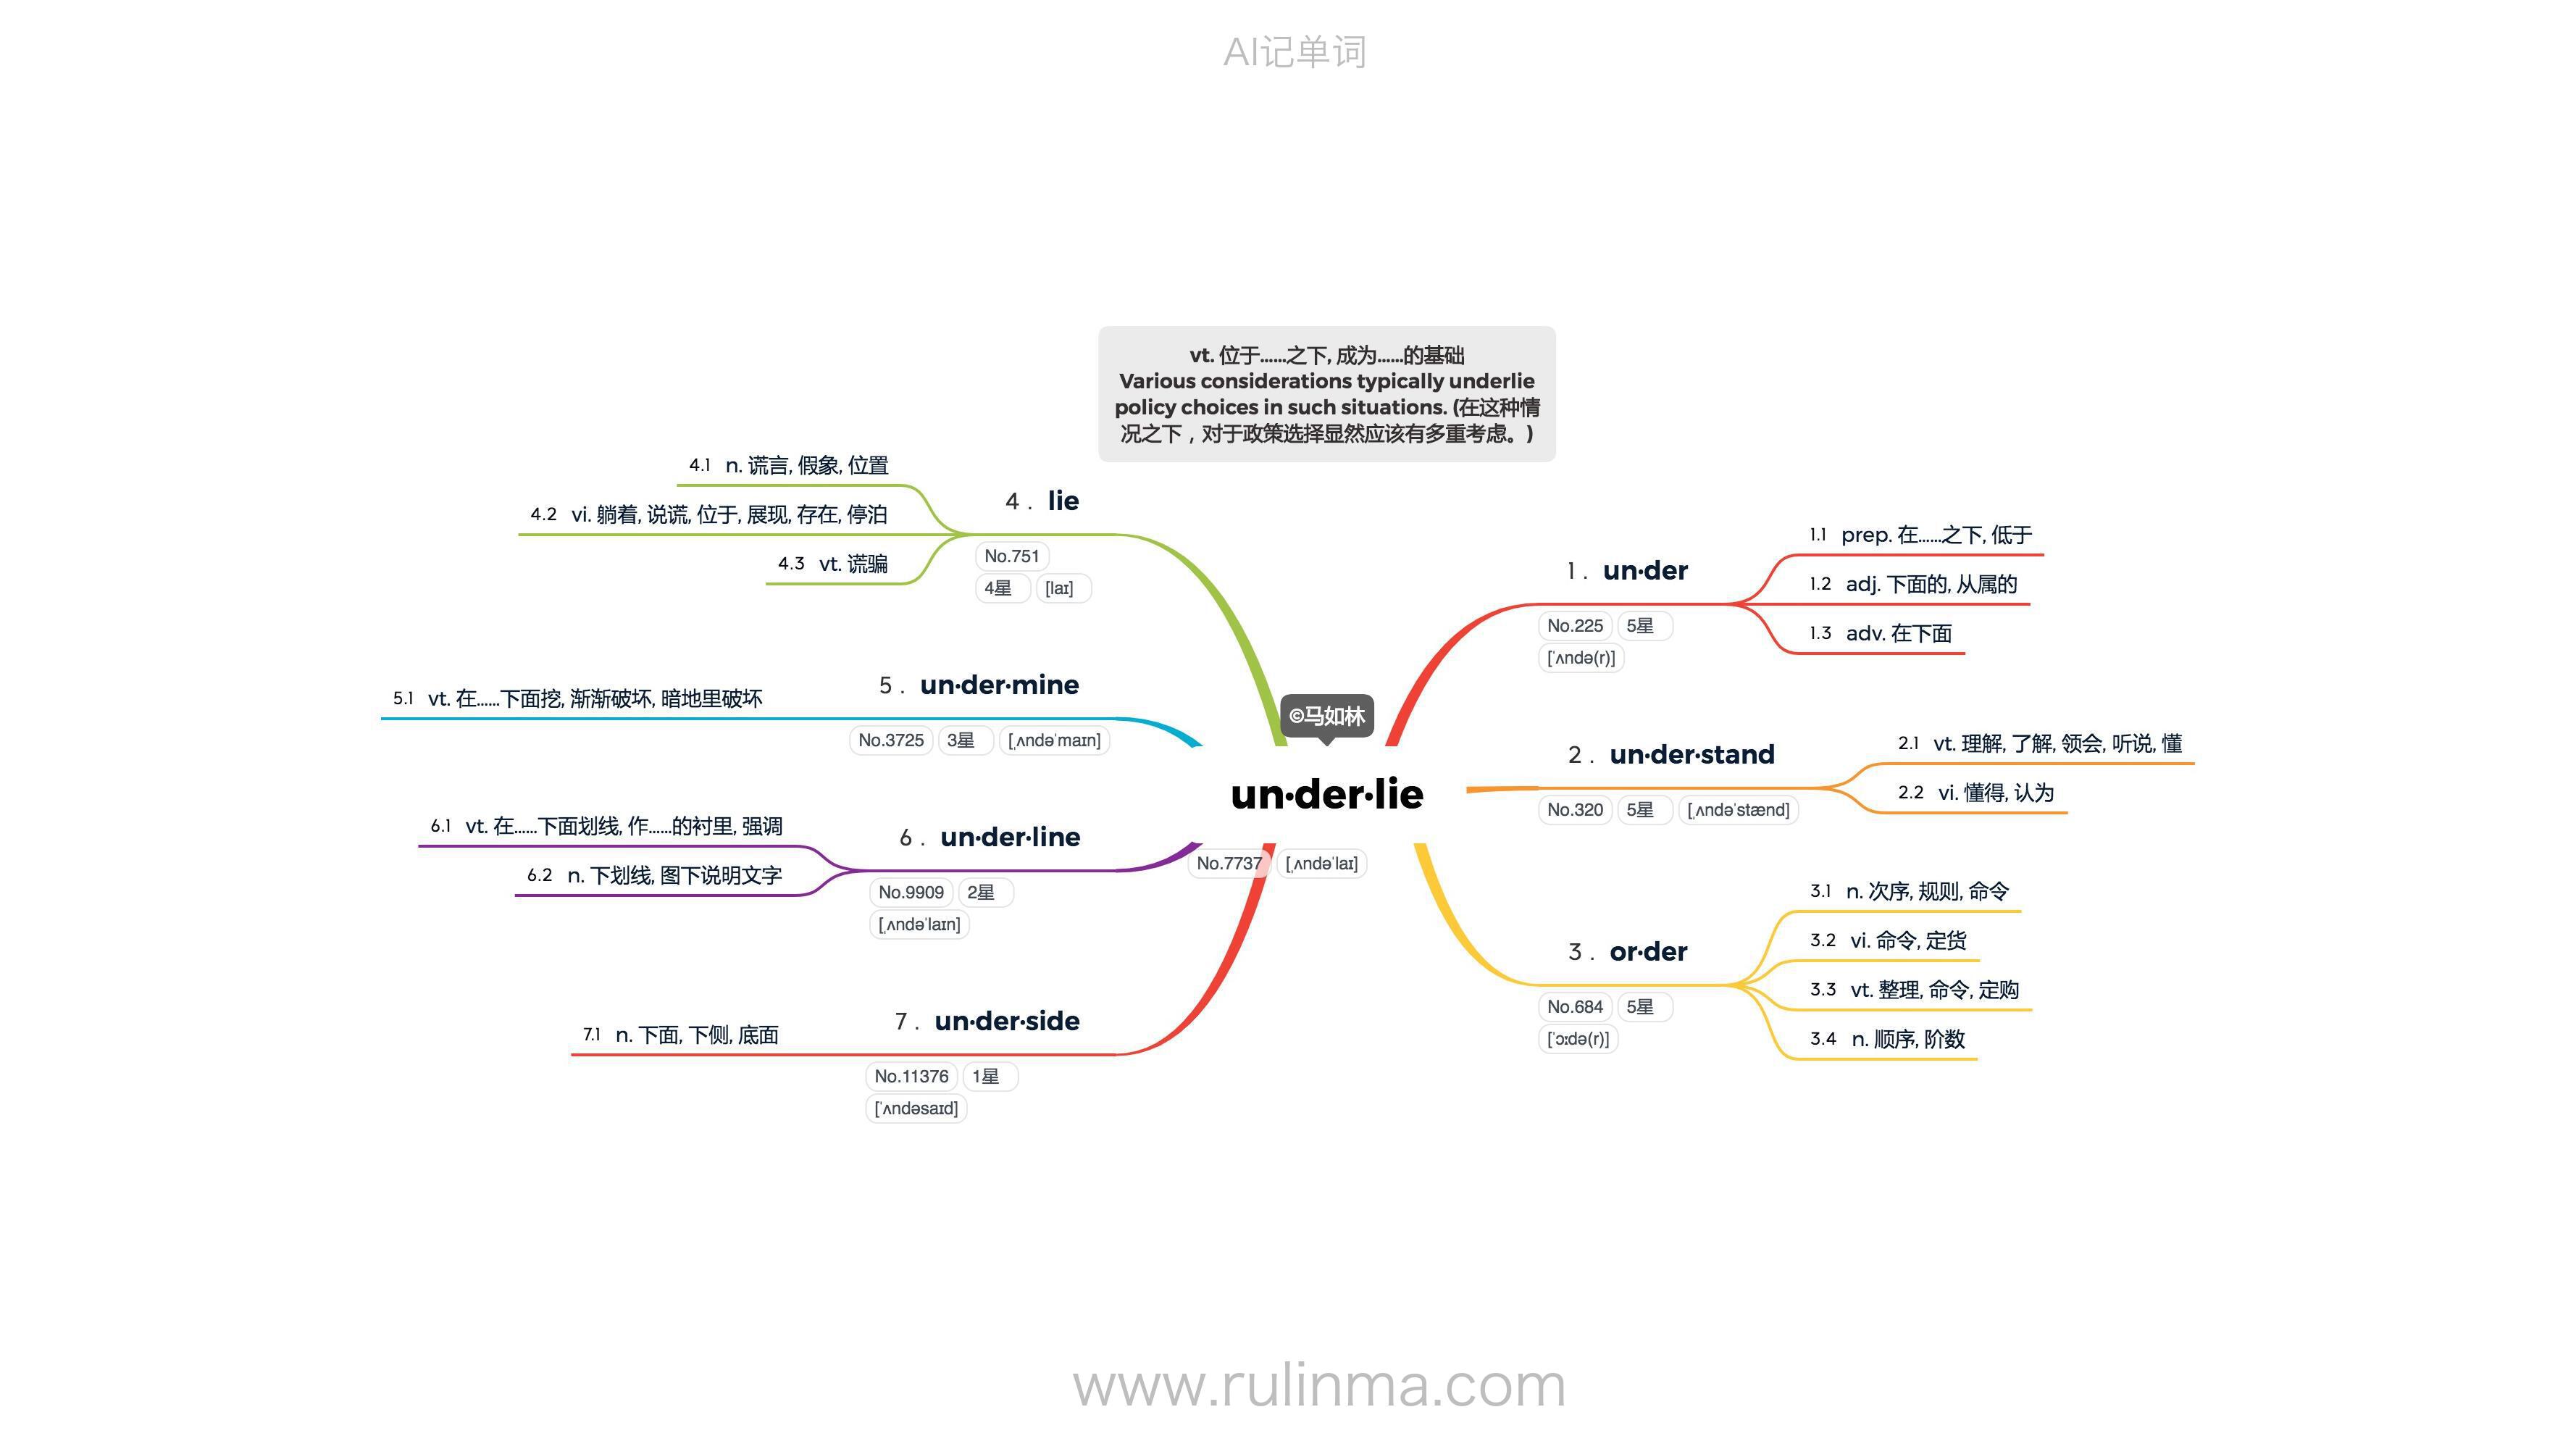 AI记单词
vt. 位于……之下, 成为……的基础
Various considerations typically underlie
policy choices in such situations. (在这种情
况之下，对于政策选择显然应该有多重考虑。)
©马如林
un·der·lie
No.7737 [ˌʌndəˈlaɪ]
1. un·der
No.225 5星
[ˈʌndə(r)]
1.1 prep. 在……之下, 低于
1.2 adj. 下面的, 从属的
1.3 adv. 在下面
2. un·der·stand
No.320 5星 [ˌʌndəˈstænd]
2.1 vt. 理解, 了解, 领会, 听说, 懂
2.2 vi. 懂得, 认为
3. or·der
No.684 5星
[ˈɔːdə(r)]
3.1 n. 次序, 规则, 命令
3.2 vi. 命令, 定货
3.3 vt. 整理, 命令, 定购
3.4 n. 顺序, 阶数
4. lie
No.751
4星 [laɪ]
4.1 n. 谎言, 假象, 位置
4.2 vi. 躺着, 说谎, 位于, 展现, 存在, 停泊
4.3 vt. 谎骗
5. un·der·mine
No.3725 3星 [ˌʌndəˈmaɪn]
5.1 vt. 在……下面挖, 渐渐破坏, 暗地里破坏
6. un·der·line
No.9909 2星
[ˌʌndəˈlaɪn]
6.1 vt. 在……下面划线, 作……的衬里, 强调
6.2 n. 下划线, 图下说明文字
7. un·der·side
No.11376 1星
[ˈʌndəsaɪd]
7.1 n. 下面, 下侧, 底面
www.rulinma.com